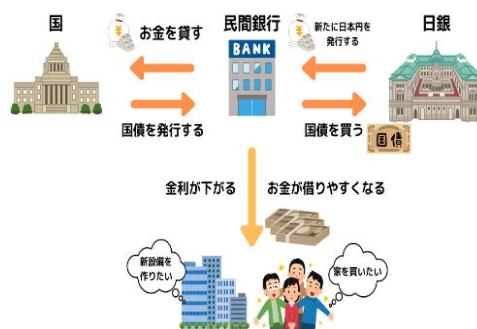 国
民間銀行
日銀
お金を貸す
新たに日本円を
発行する
BANK
国債を発行する
国債を買う
国債
金利が下がる
お金が借りやすくなる
新設備を
作りたい
家を買いたい